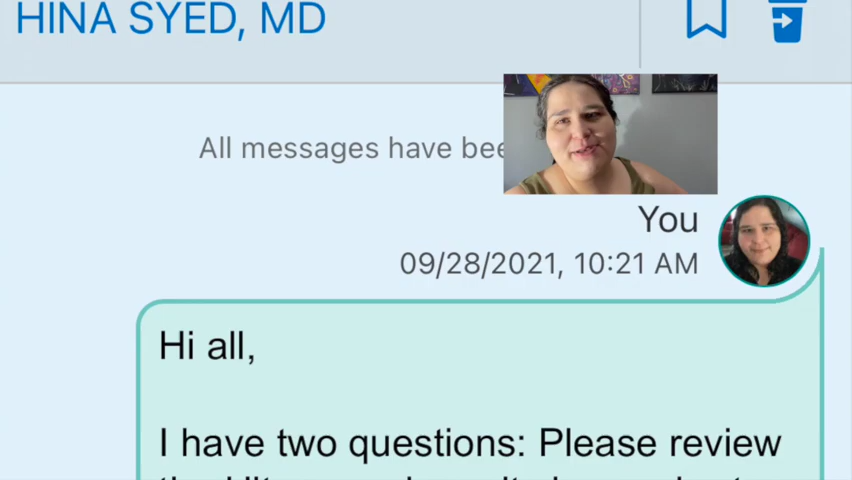 HINA SYED, MD
All messages have
You
09/28/2021, 10:21 AM
Hi all,
I have two questions: Please review